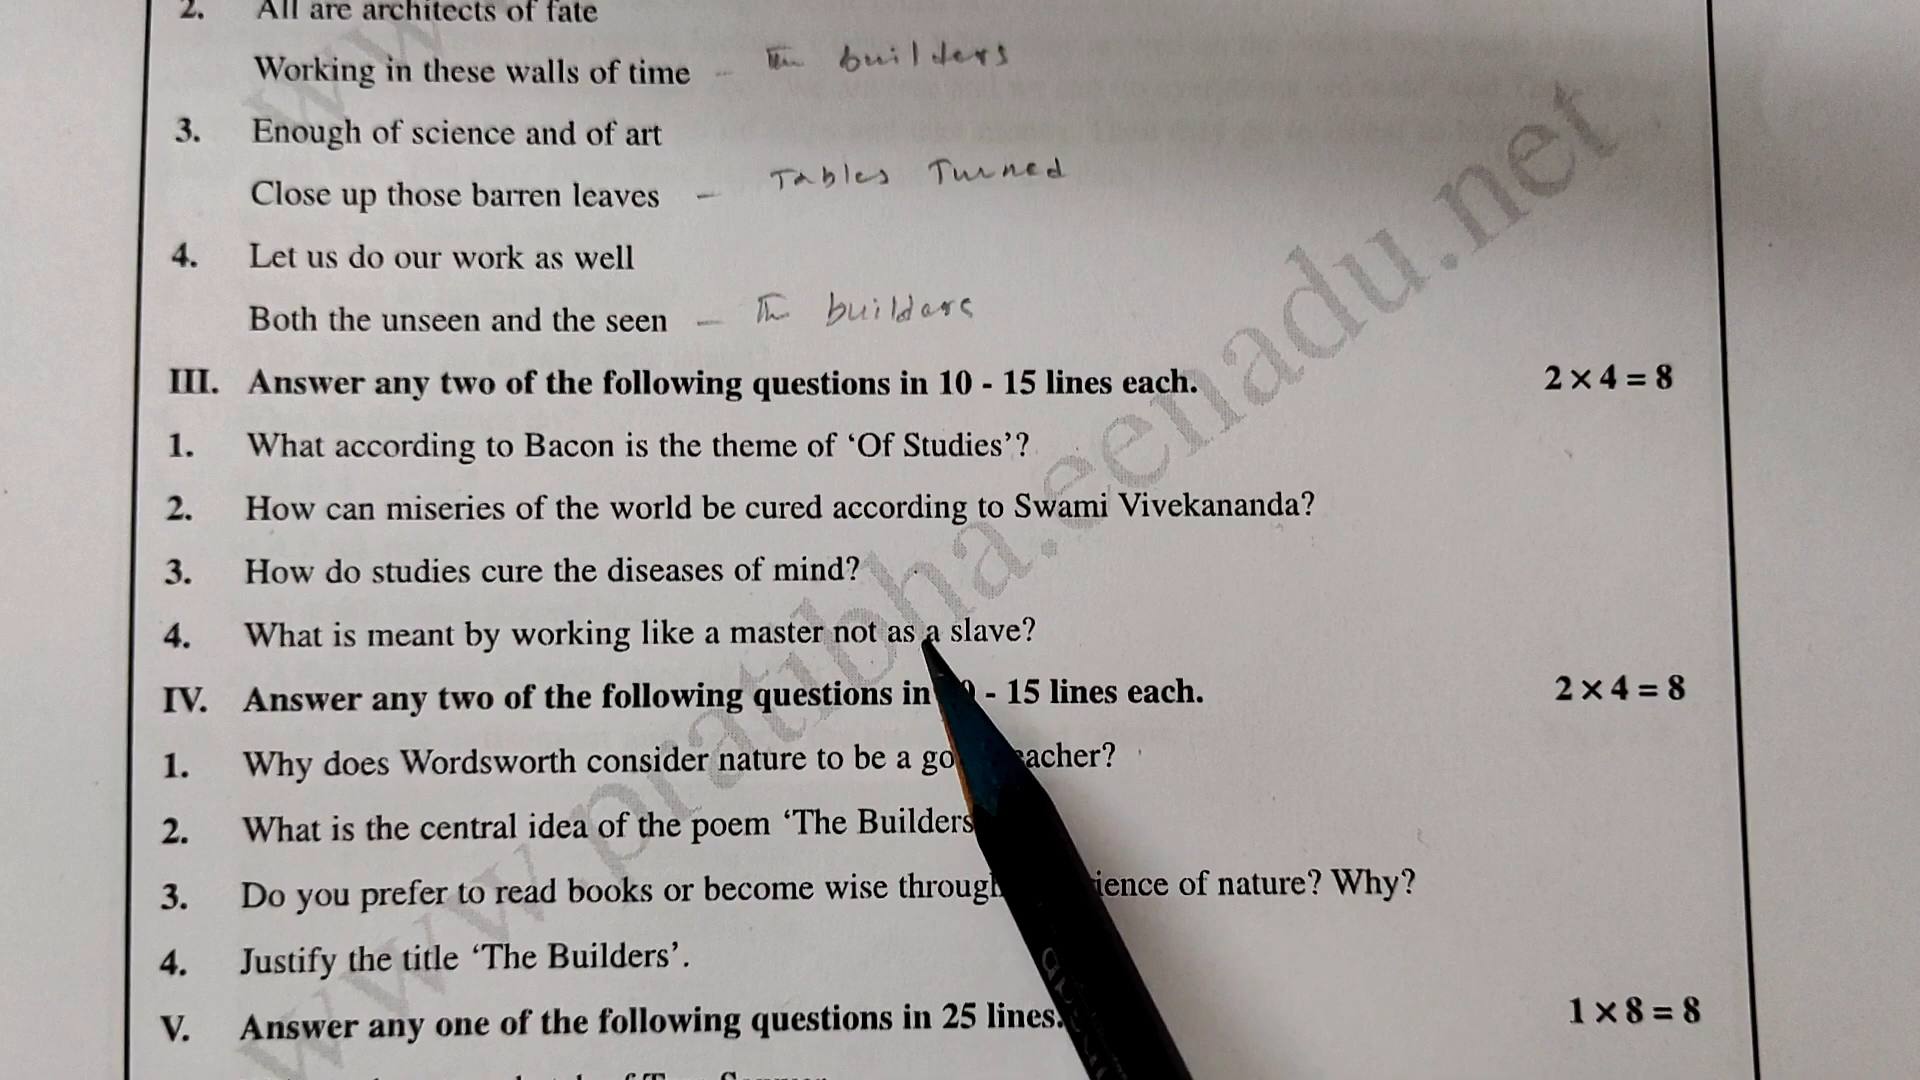 2. All are architects of fate
Working in these walls of time - The builders
3. Enough of science and of art
Close up those barren leaves - Tables Turned
4. Let us do our work as well
Both the unseen and the seen - The builders
III. Answer any two of the following questions in 10 - 15 lines each. 2 × 4 = 8
1. What according to Bacon is the theme of ‘Of Studies’?
2. How can miseries of the world be cured according to Swami Vivekananda?
3. How do studies cure the diseases of mind?
4. What is meant by working like a master not as a slave?
IV. Answer any two of the following questions in - 15 lines each. 2 × 4 = 8
1. Why does Wordsworth consider nature to be a
2. What is the central idea of the poem ‘The Builders
3. Do you prefer to read books or become wise through of nature? Why?
4. Justify the title ‘The Builders’.
V. Answer any one of the following questions in 25 lines. 1 × 8 = 8
www.pratibha.eenadu.net